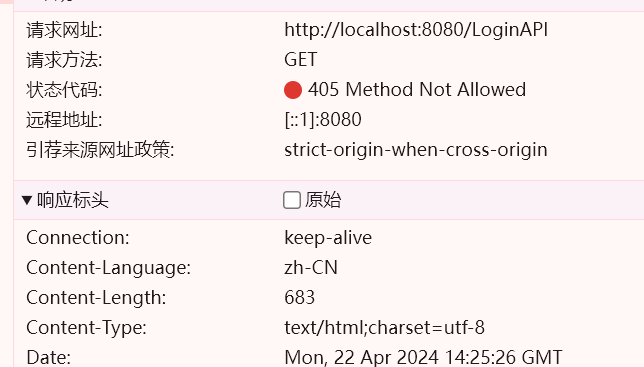 请求网址: http://localhost:8080/LoginAPI
请求方法: GET
状态代码: 405 Method Not Allowed
远程地址: [::1]:8080
引荐来源网址政策: strict-origin-when-cross-origin
响应标头 原始
Connection: keep-alive
Content-Language: zh-CN
Content-Length: 683
Content-Type: text/html;charset=utf-8
Date: Mon, 22 Apr 2024 14:25:26 GMT